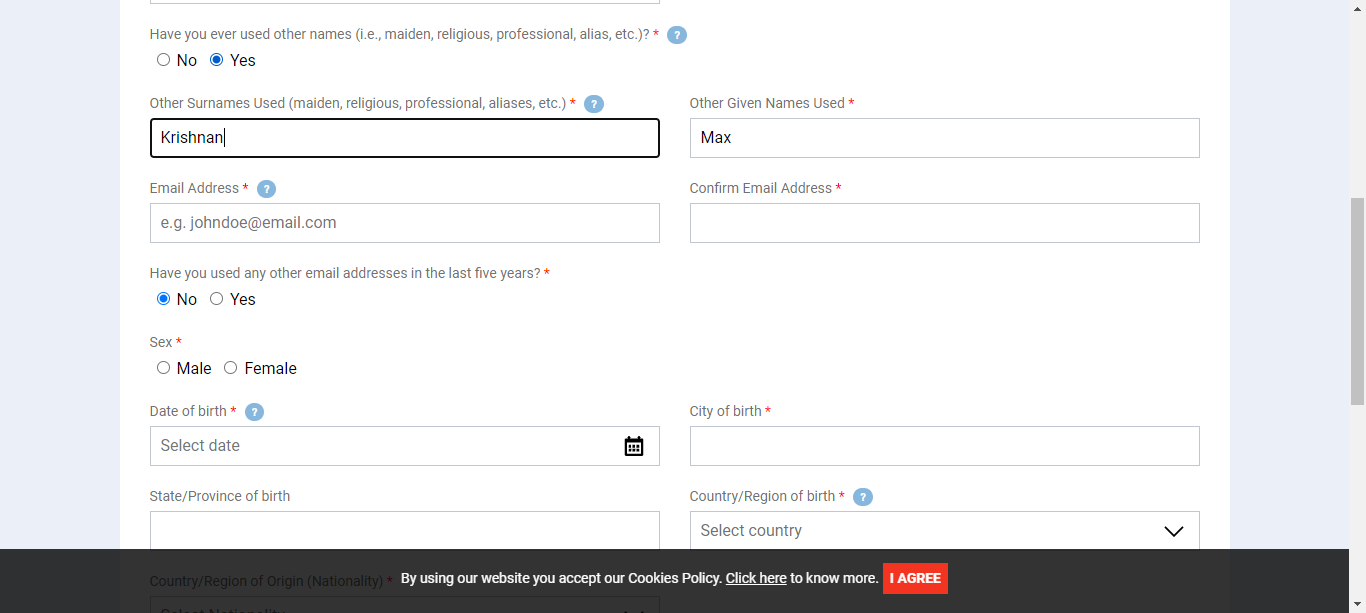 Have you ever used other names (i.e., maiden, religious, professional, alias, etc.)? * ?
No Yes
Other Surnames Used (maiden, religious, professional, aliases, etc.) * ? Other Given Names Used *
Krishnan Max
Email Address * ? Confirm Email Address *
e.g. johndoe@email.com
Have you used any other email addresses in the last five years? *
No Yes
Sex *
Male Female
Date of birth * ? City of birth *
Select date
State/Province of birth Country/Region of birth * ?
Select country
Country/Region of Origin (Nationality) * By using our website you accept our Cookies Policy. Click here to know more. I AGREE
Select Nationality